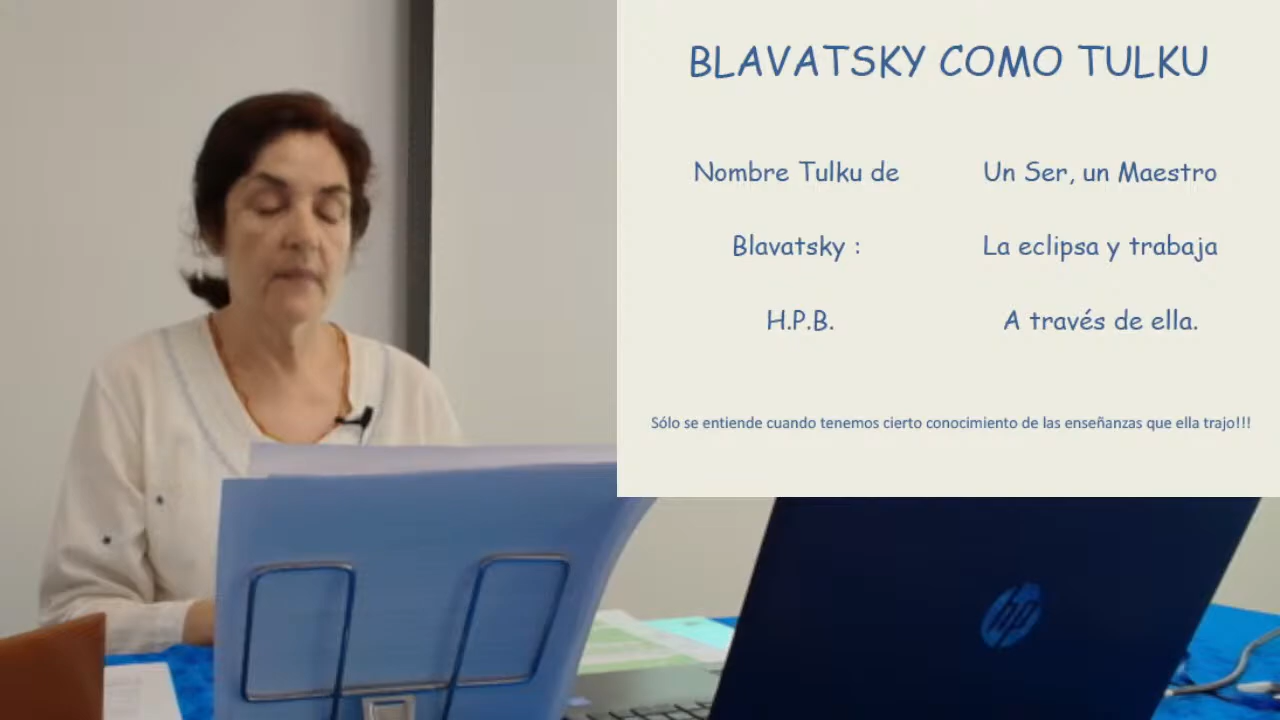 BLAVATSKY COMO TULKU
Nombre Tulku de
Blavatsky :
H.P.B.
Un Ser, un Maestro
La eclipsa y trabaja
A través de ella.
Sólo se entiende cuando tenemos cierto conocimiento de las enseñanzas que ella trajo!!!
hp